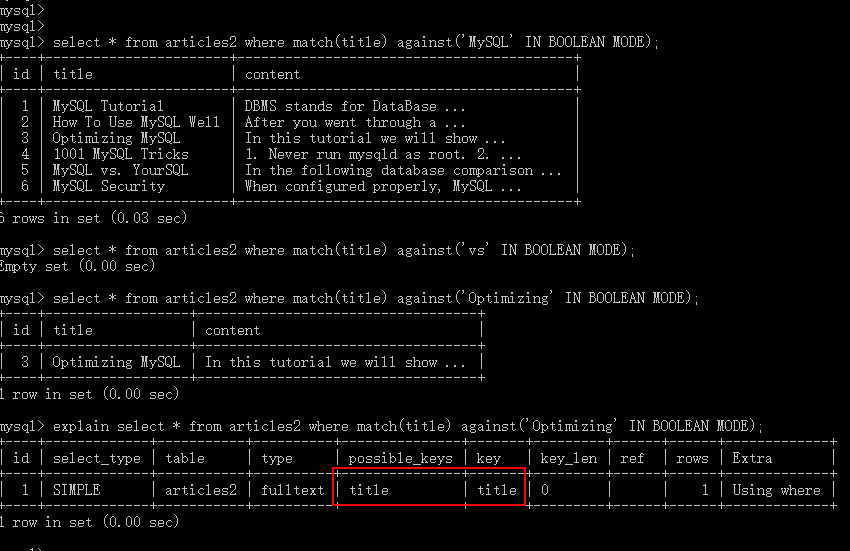 mysql>
mysql>
mysql> select * from articles2 where match(title) against('MySQL' IN BOOLEAN MODE);
+----+-----------------------+------------------------------------------+
| id | title                 | content                                  |
+----+-----------------------+------------------------------------------+
|  1 | MySQL Tutorial        | DBMS stands for DataBase ...             |
|  2 | How To Use MySQL Well | After you went through a ...             |
|  3 | Optimizing MySQL      | In this tutorial we will show ...        |
|  4 | 1001 MySQL Tricks     | 1. Never run mysqld as root. 2. ...      |
|  5 | MySQL vs. YourSQL     | In the following database comparison ... |
|  6 | MySQL Security        | When configured properly, MySQL ...      |
+----+-----------------------+------------------------------------------+
6 rows in set (0.03 sec)
mysql> select * from articles2 where match(title) against('vs' IN BOOLEAN MODE);
Empty set (0.00 sec)
mysql> select * from articles2 where match(title) against('Optimizing' IN BOOLEAN MODE);
+----+------------------+-----------------------------------+
| id | title            | content                           |
+----+------------------+-----------------------------------+
|  3 | Optimizing MySQL | In this tutorial we will show ... |
+----+------------------+-----------------------------------+
1 row in set (0.00 sec)
mysql> explain select * from articles2 where match(title) against('Optimizing' IN BOOLEAN MODE);
+----+-------------+-----------+----------+---------------+-------+---------+------+------+-------------+
| id | select_type | table     | type     | possible_keys | key   | key_len | ref  | rows | Extra       |
+----+-------------+-----------+----------+---------------+-------+---------+------+------+-------------+
|  1 | SIMPLE      | articles2 | fulltext | title         | title | 0       |      |    1 | Using where |
+----+-------------+-----------+----------+---------------+-------+---------+------+------+-------------+
1 row in set (0.00 sec)
mysql>